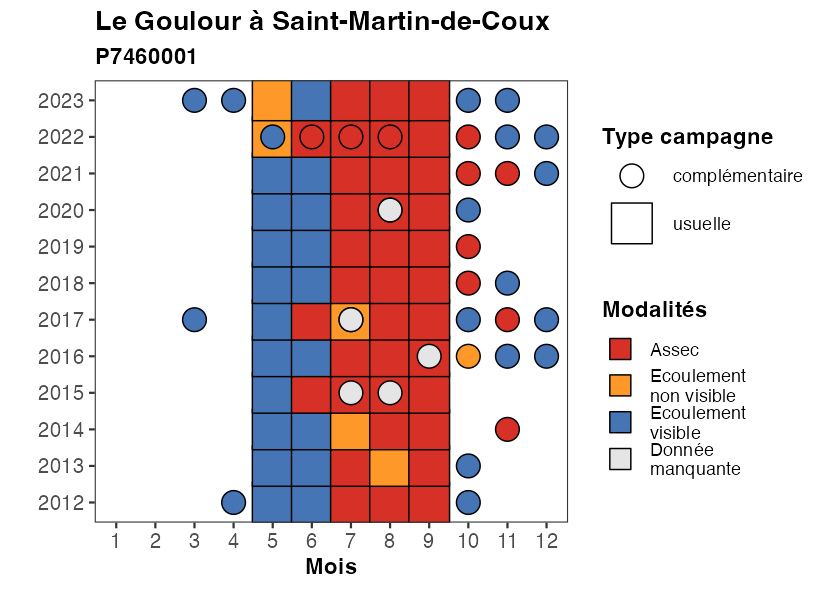 Le Goulour à Saint-Martin-de-Coux
P7460001
2023
2022
2021
2020
2019
2018
2017
2016
2015
2014
2013
2012
1 2 3 4 5 6 7 8 9 10 11 12
Mois
Type campagne
complémentaire
usuelle
Modalités
Assec
Ecoulement
non visible
Ecoulement
visible
Donnée
manquante